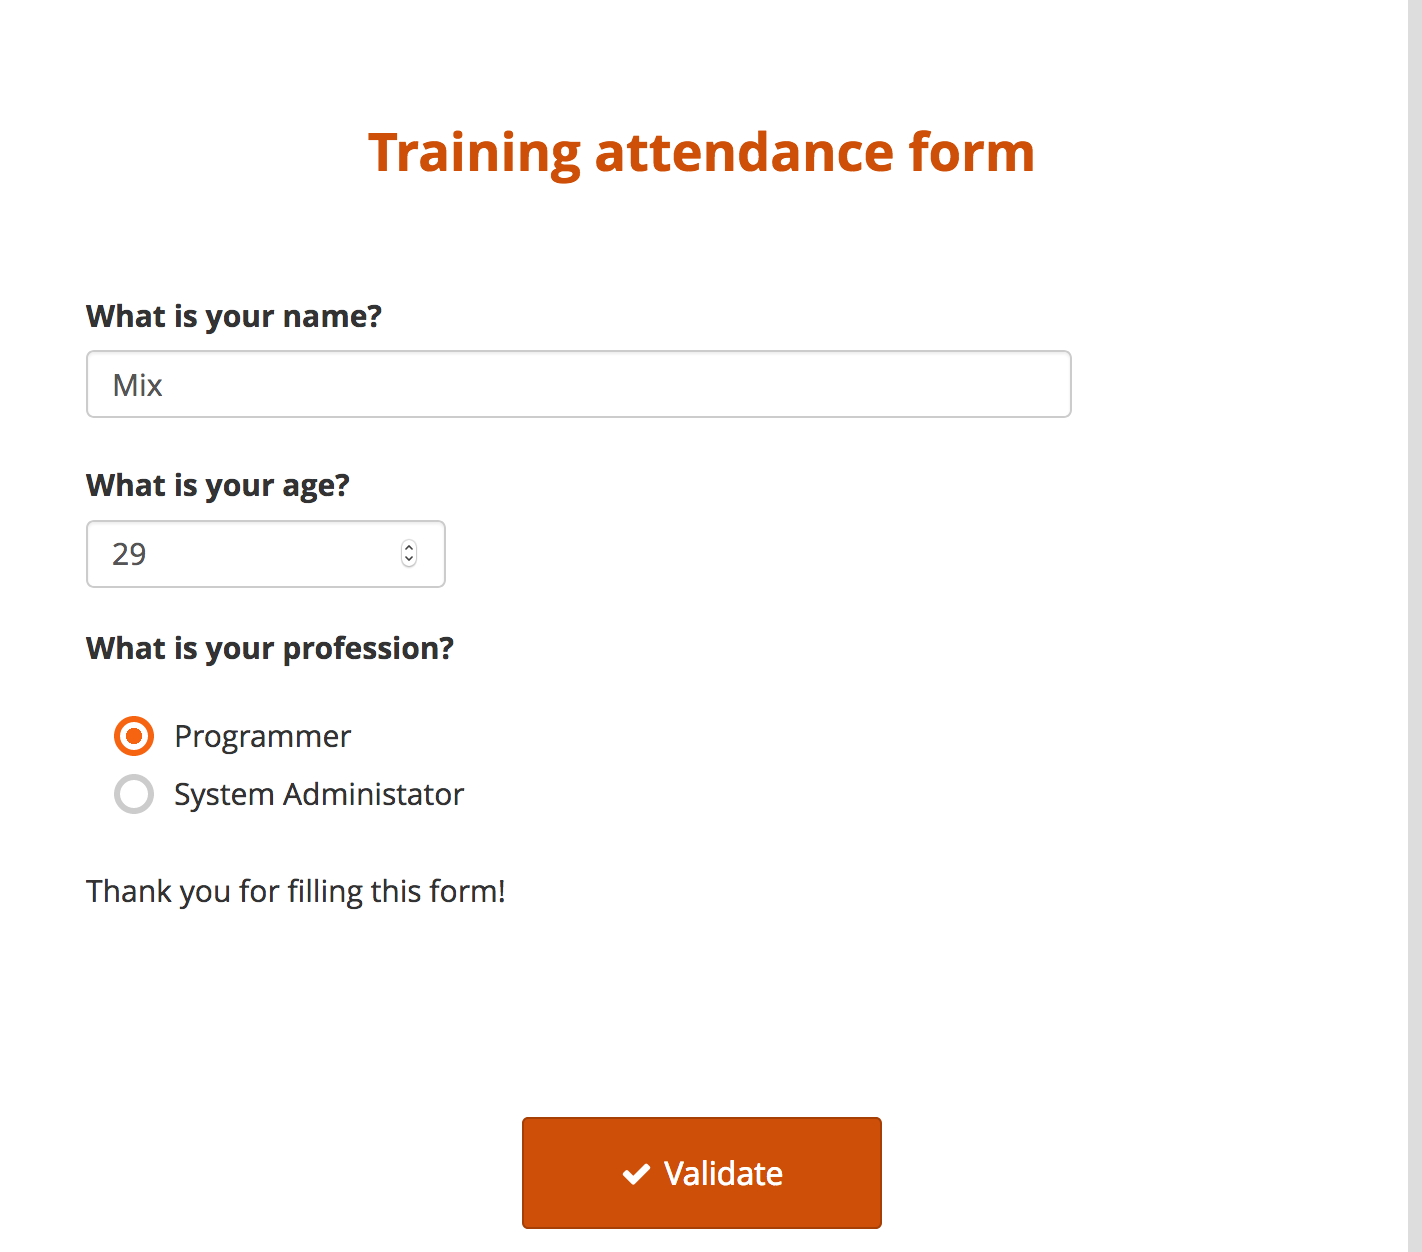 Training attendance form
What is your name?
Mix
What is your age?
29
What is your profession?
Programmer
System Administator
Thank you for filling this form!
Validate